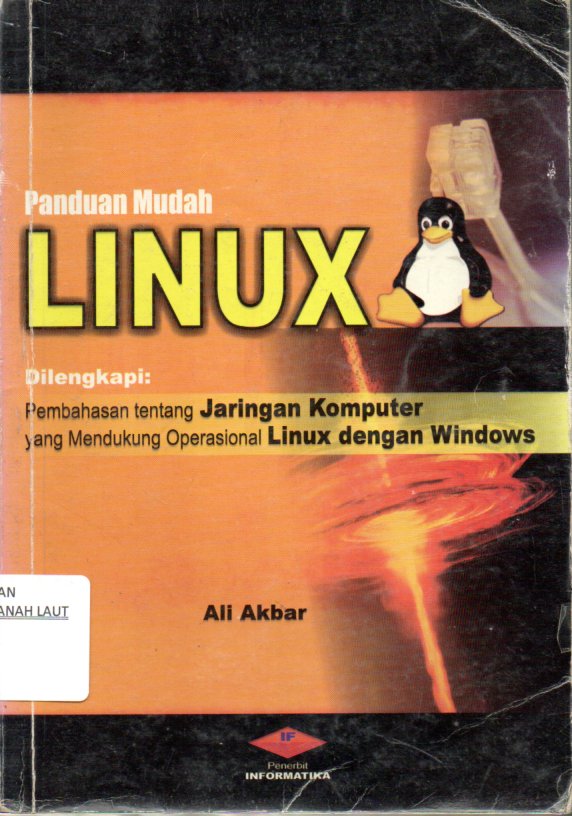 Panduan Mudah
LINUX
Dilengkapi:
Pembahasan tentang Jaringan Komputer
yang Mendukung Operasional Linux dengan Windows
AN
ANAH LAUT
Ali Akbar
IF
Penerbit
INFORMATIKA